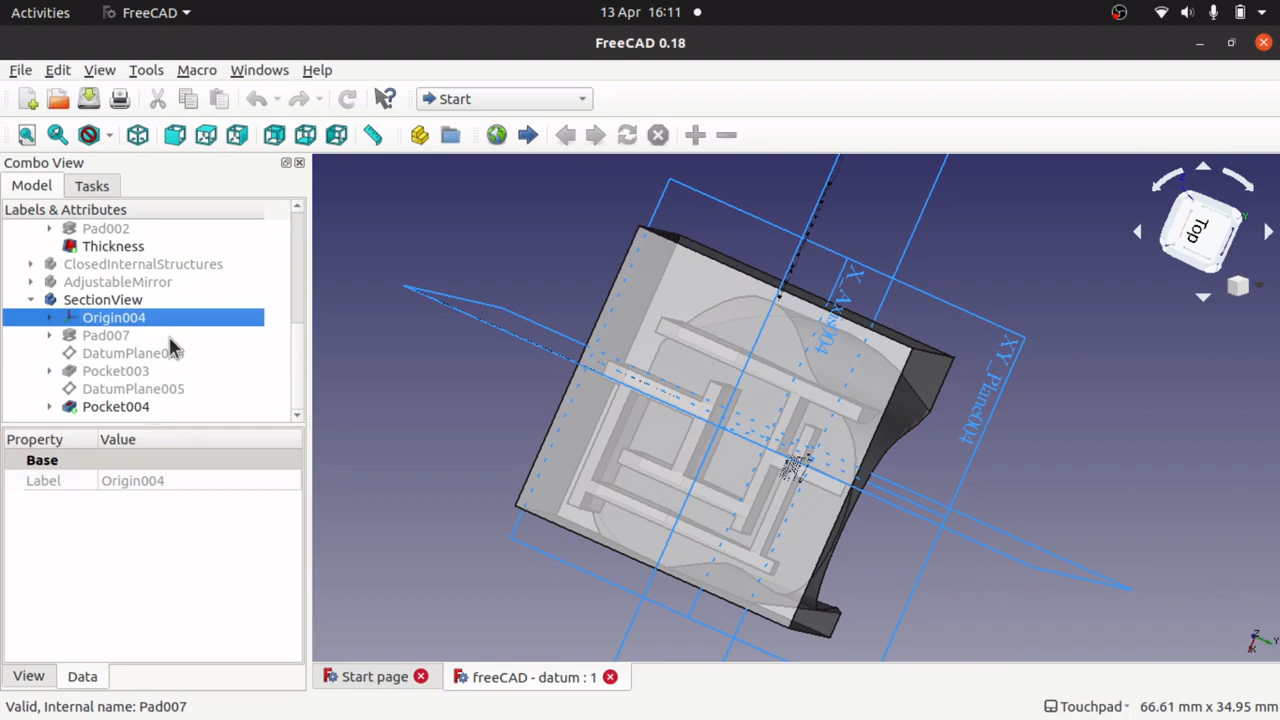 Activities
FreeCAD
13 Apr 16:11
FreeCAD 0.18
File Edit View Tools Macro Windows Help
Start
Combo View
Model Tasks
Labels & Attributes
Pad002
Thickness
ClosedInternalStructures
AdjustableMirror
SectionView
Origin004
Pad007
Pocket003
DatumPlane005
Pocket004
Property Value
Base
Label Origin004
View Data
X_Axis004
XY_Plane004
Top
Z
Y
X
Y
Start page
freeCAD - datum : 1
Valid, Internal name: Pad007
Touchpad
66.61 mm x 34.95 mm